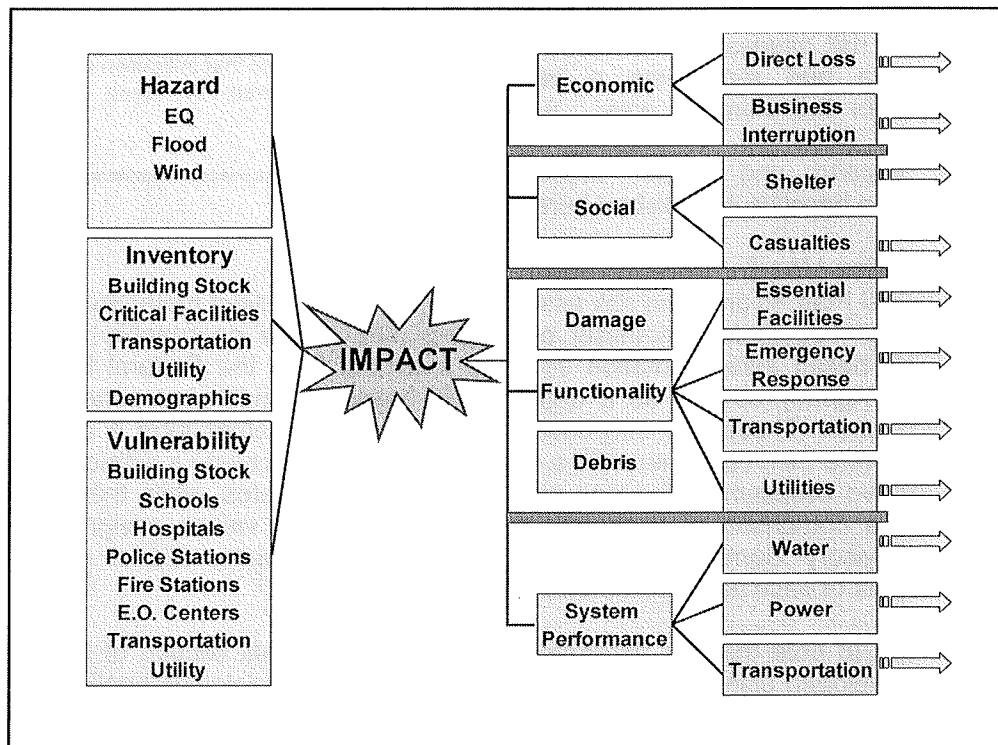 Hazard
EQ
Flood
Wind
Inventory
Building Stock
Critical Facilities
Transportation
Utility
Demographics
Vulnerability
Building Stock
Schools
Hospitals
Police Stations
Fire Stations
E.O. Centers
Transportation
Utility
IMPACT
Economic
Social
Damage
Functionality
Debris
System
Performance
Direct Loss
Business
Interruption
Shelter
Casualties
Essential
Facilities
Emergency
Response
Transportation
Utilities
Water
Power
Transportation